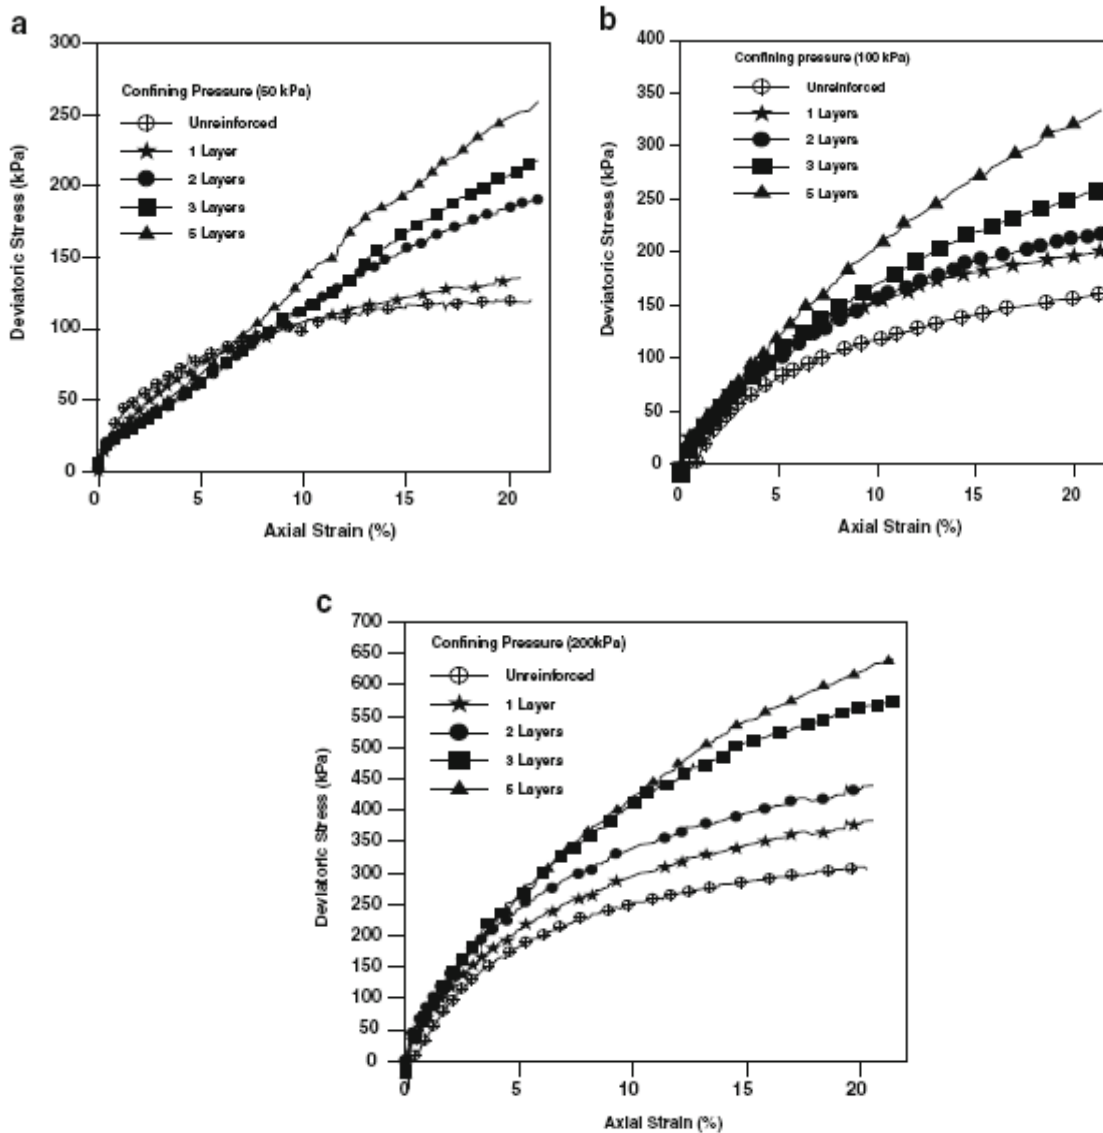 a
300
250
200
150
100
50
0
Deviatoric Stress (kPa)
Confining Pressure (50 kPa)
Unreinforced
1 Layer
2 Layers
3 Layers
5 Layers
0 5 10 15 20
Axial Strain (%)
b
400
350
300
250
200
150
100
50
0
Deviatoric Stress (kPa)
Confining pressure (100 kPa)
Unreinforced
1 Layers
2 Layers
3 Layers
5 Layers
0 5 10 15 20
Axial Strain (%)
c
700
650
600
550
500
450
400
350
300
250
200
150
100
50
0
Deviatoric Stress (kPa)
Confining Pressure (200kPa)
Unreinforced
1 Layer
2 Layers
3 Layers
5 Layers
0 5 10 15 20
Axial Strain (%)